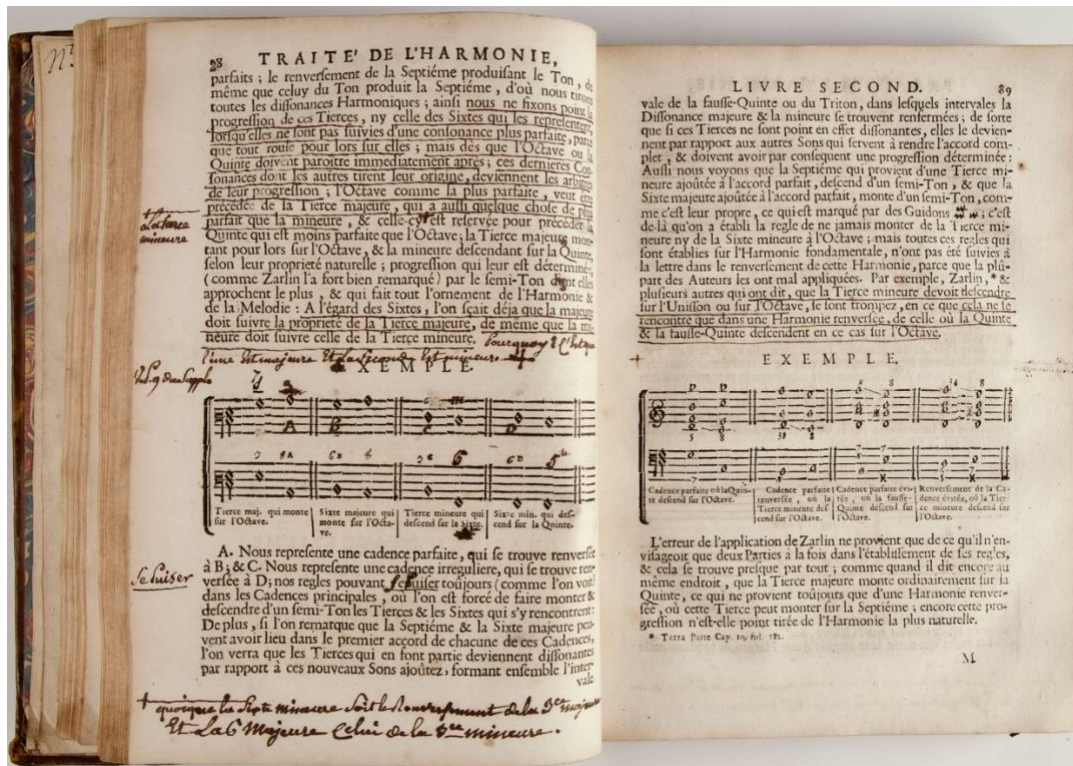 88 TRAITE' DE L'HARMONIE,
parfaits ; le renversement de la Septiéme produisant le Ton, de
même que celuy du Ton produit la Septiéme, d'où nous tirons
toutes les dissonances Harmoniques ; ainsi nous ne fixons point la
progression de ces Tierces, ny celle des Sixtes qui les representent,
lorsqu'elles ne sont pas suivies d'une consonance plus parfaite, parce
que tout roule pour lors sur elles ; mais dés que l'Octave ou la
Quinte doivent paroître immediatement aprés ; ces dernieres Con-
sonances dont les autres tirent leur origine, deviennent les arbitres
de leur progression ; l'Octave comme la plus parfaite, veut être
précedée de la Tierce majeure, qui a aussi quelque chose de plus
parfait que la mineure, & celle-cy est reservée pour préceder la
Quinte qui est moins parfaite que l'Octave ; la Tierce majeure mon-
tant pour lors sur l'Octave, & la mineure descendant sur la Quinte,
selon leur proprieté naturelle ; progression qui leur est déterminée,
(comme Zarlin l'a fort bien remarqué) par le semi-Ton dont elles
approchent le plus, & qui fait tout l'ornement de l'Harmonie &
de la Melodie : A l'égard des Sixtes, l'on sçait déja que la majeure
doit suivre la proprieté de la Tierce majeure, de même que la mi-
neure doit suivre celle de la Tierce mineure. pourquoy
l'une Est majeure Et la seconde Est mineure
mineure
EXEMPLE.
A B C D
Tierce maj. qui monte
sur l'Octave.
Sixte majeure qui
monte sur l'Octa-
ve.
Tierce mineure qui
descend sur la Sixte.
Sixte min. qui des-
cend sur la Quinte.
A. Nous represente une cadence parfaite, qui se trouve renversée
à B ; & C. Nous represente une cadence irreguliere, qui se trouve ren-
versée à D ; nos regles pouvant se puiser toûjours (comme l'on voit)
se puiser
dans les Cadences principales, où l'on est forcé de faire monter &
descendre d'un semi-Ton les Tierces & les Sixtes qui s'y rencontrent :
De plus, si l'on remarque que la Septiéme & la Sixte majeure peu-
vent avoir lieu dans le premier accord de chacune de ces Cadences,
l'on verra que les Tierces qui en font partie deviennent dissonantes
par rapport à ces nouveaux Sons ajoûtez, formant ensemble l'inter-
vale
+ quoique la Sixte mineure soit le Renversement de la 3ce majeure
Et la 6 Majeure Celui de la 3ce mineure.
LIVRE SECOND. 89
vale de la fausse-Quinte ou du Triton, dans lesquels intervales la
Dissonance majeure & la mineure se trouvent renfermées ; de sorte
que si ces Tierces ne sont point en effet dissonantes, elles le devien-
nent par rapport aux autres Sons qui servent à rendre l'accord com-
plet, & doivent avoir par consequent une progression déterminée :
Aussi nous voyons que la Septiéme qui provient d'une Tierce mi-
neure ajoûtée à l'accord parfait, descend d'un semi-Ton, & que la
Sixte majeure ajoûtée à l'accord parfait, monte d'un semi-Ton, com-
me c'est leur propre, ce qui est marqué par des Guidons ; c'est
de-là qu'on a établi la regle de ne jamais monter de la Tierce mi-
neure ny de la Sixte mineure à l'Octave ; mais toutes ces regles qui
sont établies sur l'Harmonie fondamentale, n'ont pas été suivies à
la lettre dans le renversement de cette Harmonie, parce que la plû-
part des Auteurs les ont mal appliquées. Par exemple, Zarlin, * &
plusieurs autres qui ont dit, que la Tierce mineure devoit descendre
sur l'Unisson ou sur l'Octave, se sont trompez, en ce que cela ne se
rencontre que dans une Harmonie renversée, de celle où la Quinte
& la fausse-Quinte descendent en ce cas sur l'Octave.
EXEMPLE.
Cadence parfaite où la Quin-
te descend sur l'Octave.
Cadence parfaite
renversée, où la
Tierce mineure des-
cend sur l'Octave.
Cadence parfaite évi-
tée, où la fausse-
Quinte descend sur
l'Octave.
Renversement de la Ca-
dence évitée, où la Tier-
ce mineure descend sur
l'Octave.
L'erreur de l'application de Zarlin ne provient que de ce qu'il n'en-
visageoit que deux Parties à la fois dans l'établissement de ses regles,
& cela se trouve presque par tout ; comme quand il dit encore au
même endroit, que la Tierce majeure monte ordinairement sur la
Quinte, ce qui ne provient toûjours que d'une Harmonie renver-
sée, où cette Tierce peut monter sur la Septiéme ; encore cette pro-
gression n'est-elle point tirée de l'Harmonie la plus naturelle.
* Terza Parte Cap. 10. fol. 182.
M